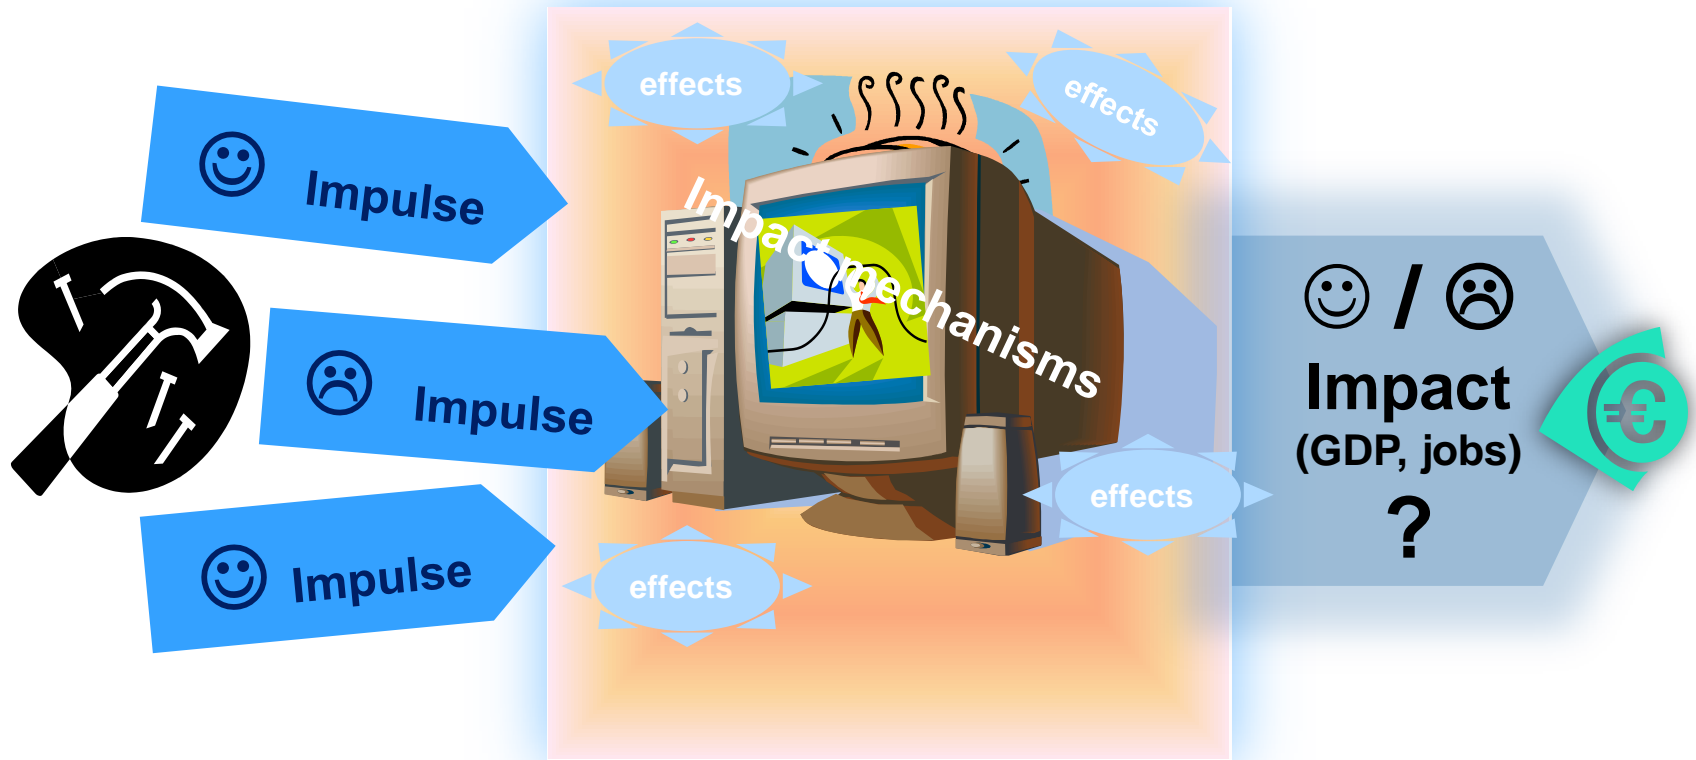 Impulse
Impulse
Impulse
effects
effects
Impact mechanisms
effects
effects
/
Impact
(GDP, jobs)
?
€